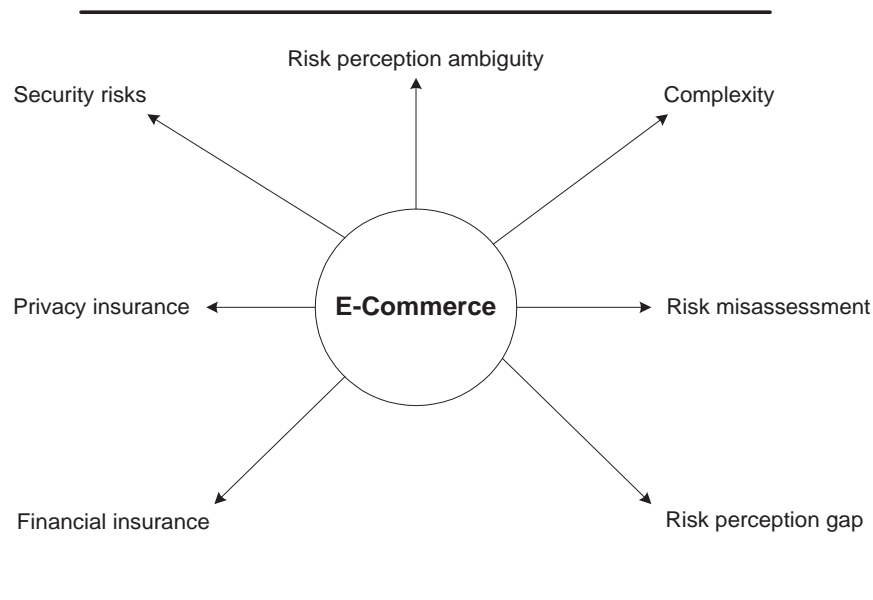 Risk perception ambiguity
Security risks
Complexity
Privacy insurance
E-Commerce
Risk misassessment
Financial insurance
Risk perception gap